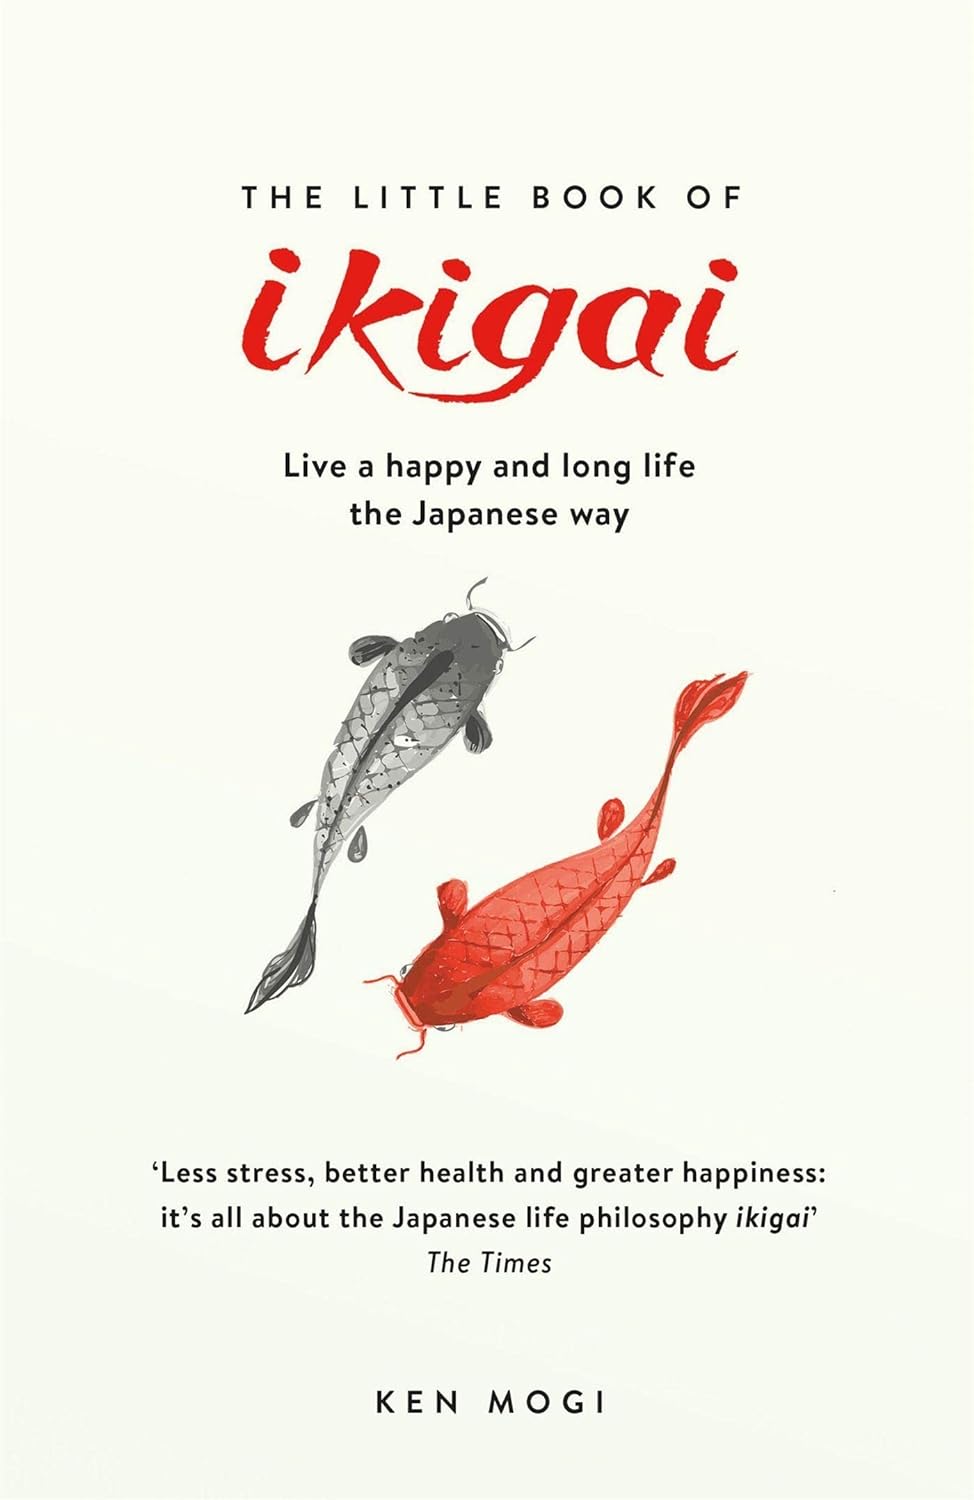 THE LITTLE BOOK OF
ikigai
Live a happy and long life
the Japanese way
‘Less stress, better health and greater happiness:
it’s all about the Japanese life philosophy ikigai’
The Times
KEN MOGI